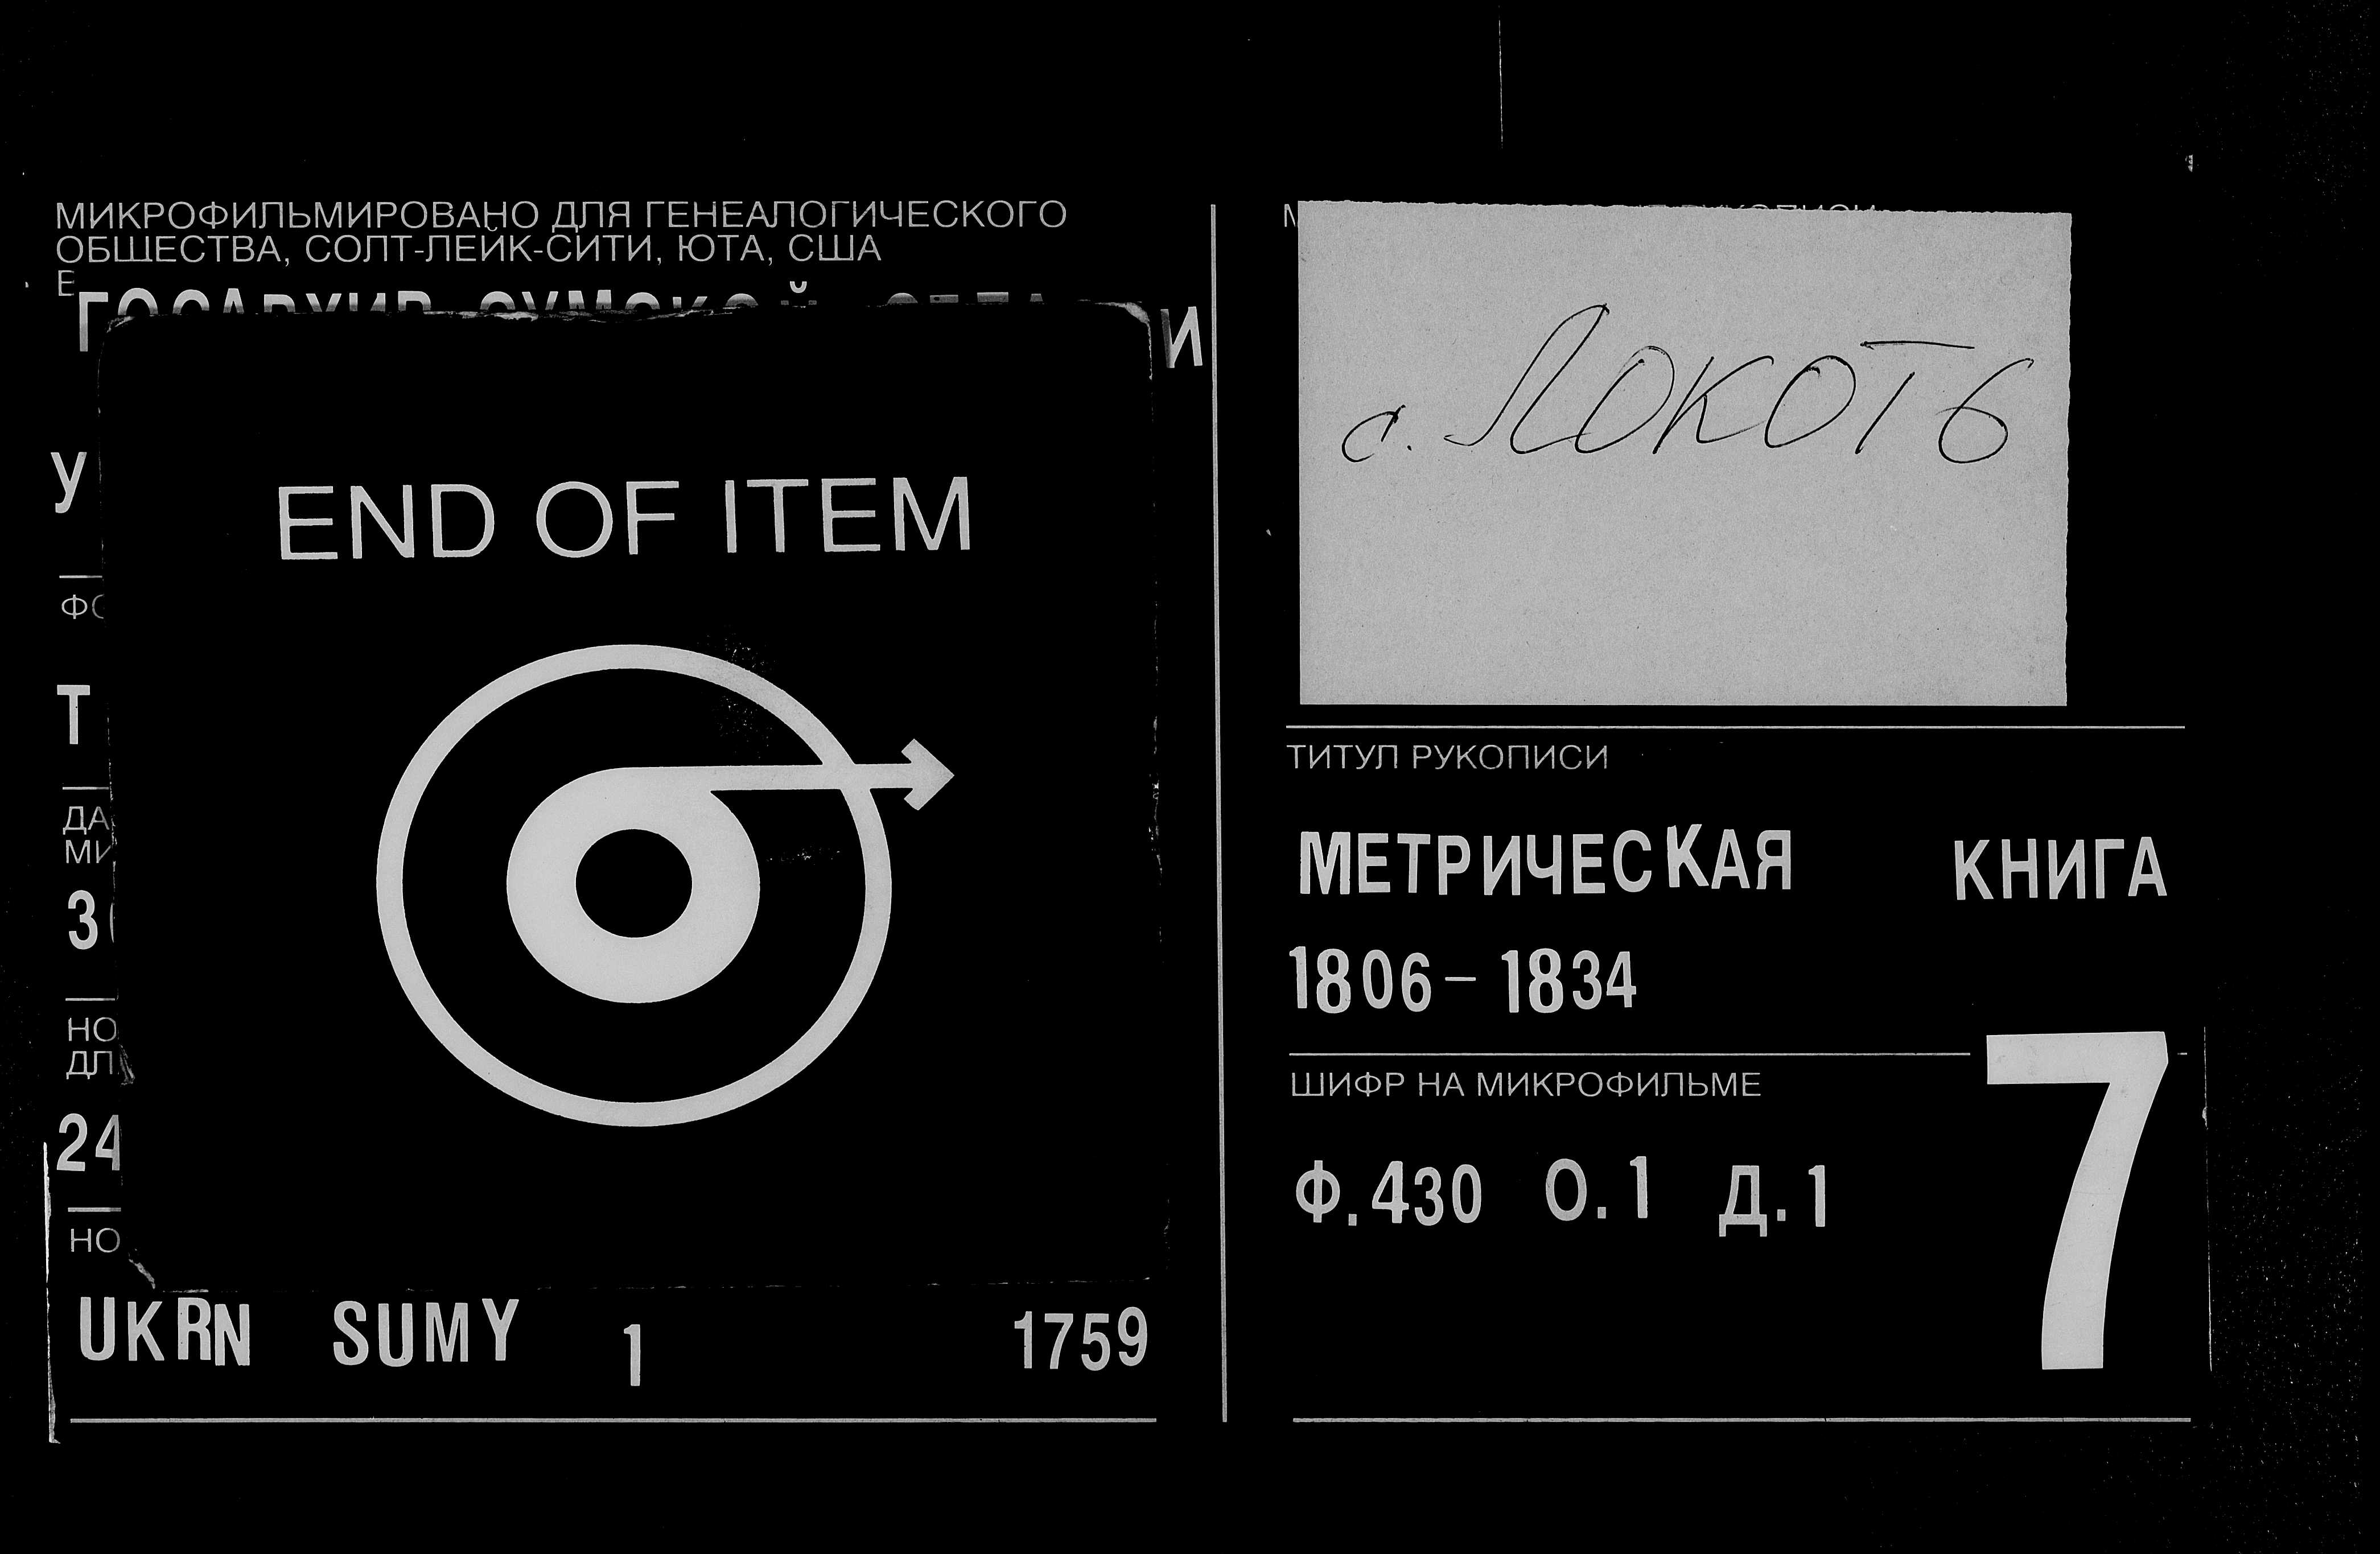 МИКРОФИЛЬМИРОВАНО ДЛЯ ГЕНЕАЛОГИЧЕСКОГО
ОБЩЕСТВА, СОЛТ-ЛЕЙК-СИТИ, ЮТА, США
END OF ITEM
24
UKRN SUMY 1 1759
с. Локоть
ТИТУЛ РУКОПИСИ
МЕТРИЧЕСКАЯ КНИГА
1806-1834
ШИФР НА МИКРОФИЛЬМЕ
Ф.430 О.1 Д.1
7